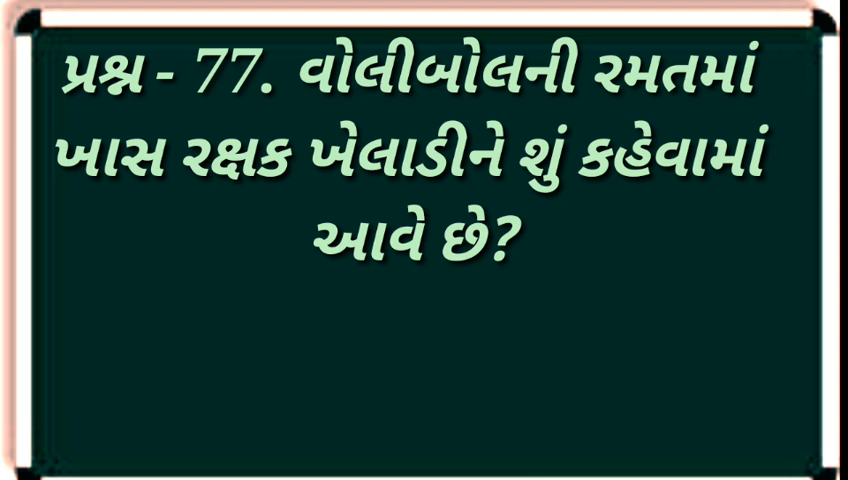 પ્રશ્ન - 77. વોલીબોલની રમતમાં
ખાસ રક્ષક ખેલાડીને શું કહેવામાં
આવે છે?